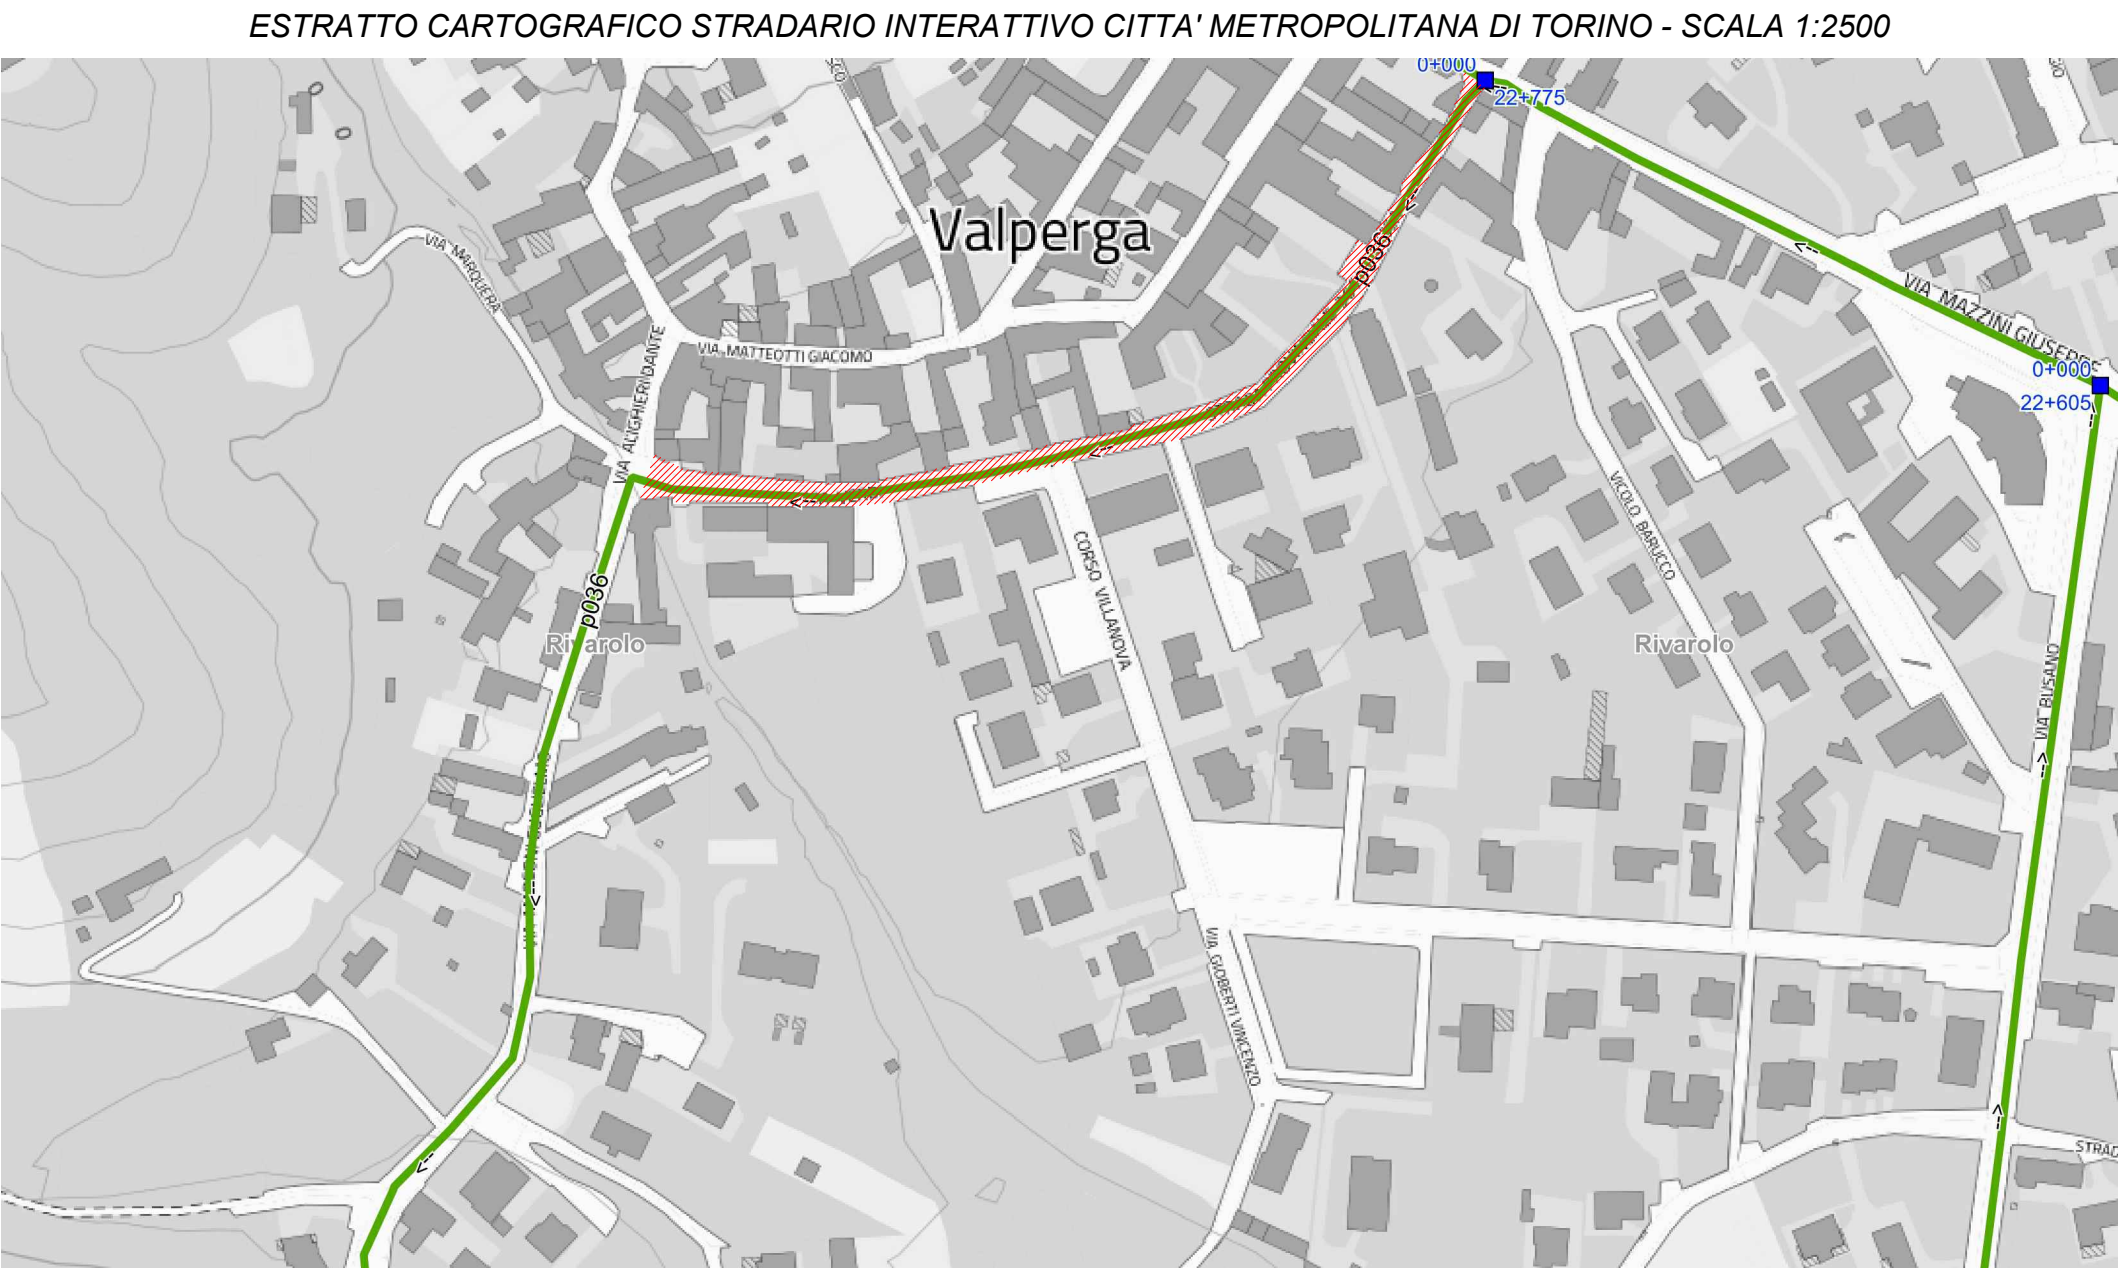 ESTRATTO CARTOGRAFICO STRADARIO INTERATTIVO CITTA' METROPOLITANA DI TORINO - SCALA 1:2500
0+000
22+775
Valperga
VIA MARQUERA
p036
VIA MAZZINI GIUSEPPE
VIA MATTEOTTI GIACOMO
VIA ALIGHIERI DANTE
0+000
22+605
VICOLO BARUCCO
CORSO VILLANOVA
p036
Rivarolo
Rivarolo
VIA BUSANO
VIA GIOBERTI VINCENZO
STRAD